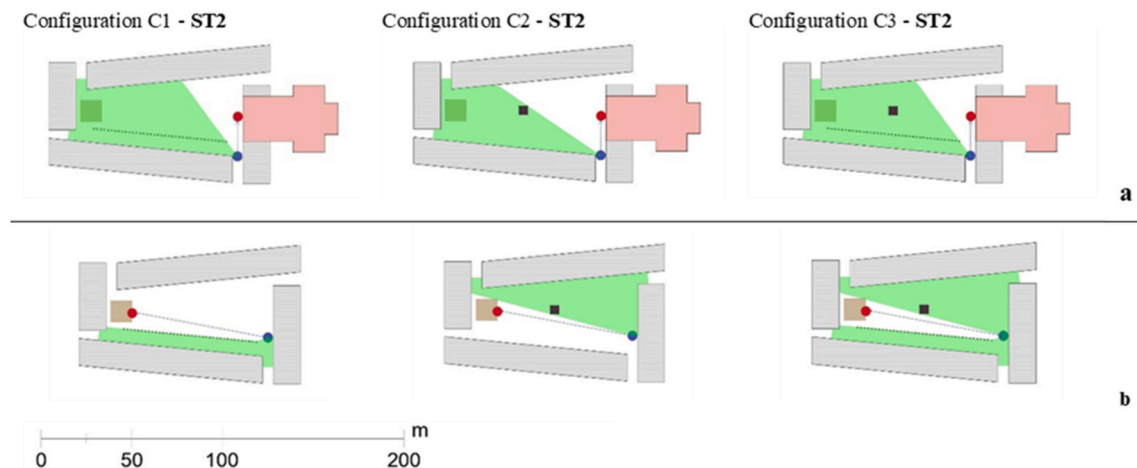 Configuration C1 - ST2
Configuration C2 - ST2
Configuration C3 - ST2
a
b
m
0 50 100 200